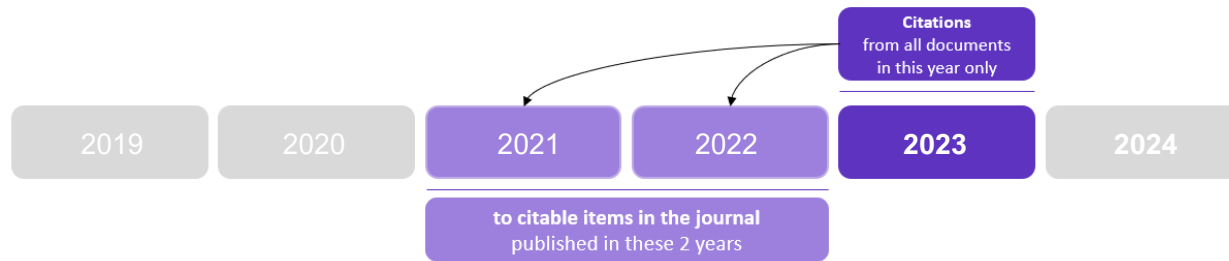 Citations
from all documents
in this year only
2019
2020
2021
2022
2023
2024
to citable items in the journal
published in these 2 years